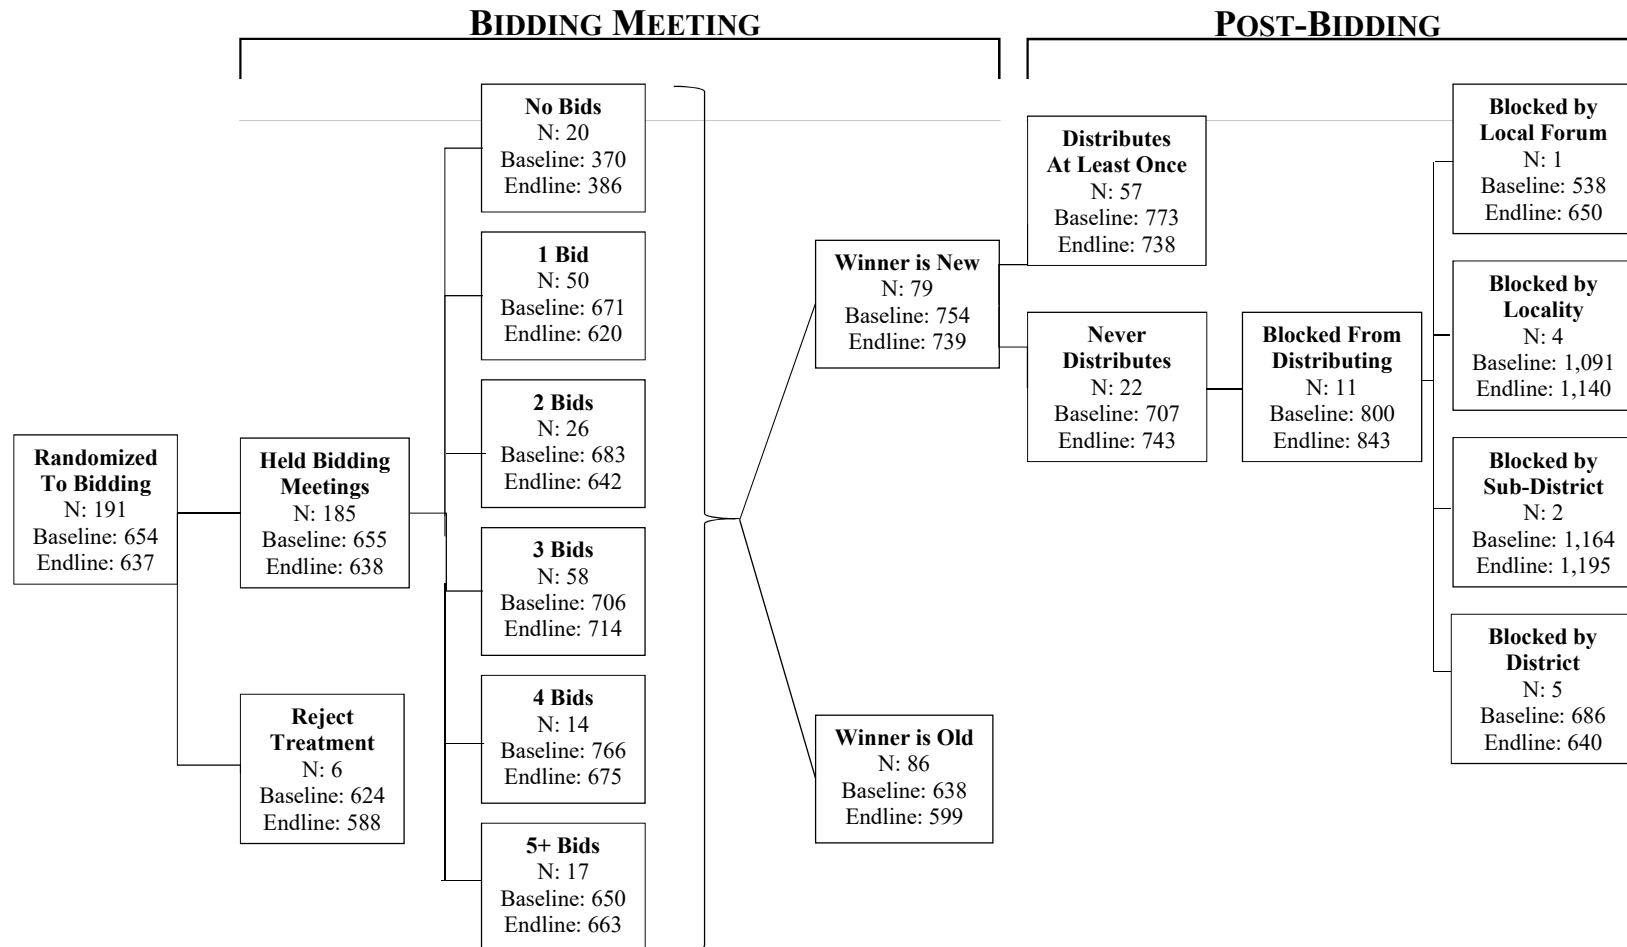 BIDDING MEETING
POST-BIDDING
Randomized
To Bidding
N: 191
Baseline: 654
Endline: 637
Held Bidding
Meetings
N: 185
Baseline: 655
Endline: 638
Reject
Treatment
N: 6
Baseline: 624
Endline: 588
No Bids
N: 20
Baseline: 370
Endline: 386
1 Bid
N: 50
Baseline: 671
Endline: 620
2 Bids
N: 26
Baseline: 683
Endline: 642
3 Bids
N: 58
Baseline: 706
Endline: 714
4 Bids
N: 14
Baseline: 766
Endline: 675
5+ Bids
N: 17
Baseline: 650
Endline: 663
Winner is New
N: 79
Baseline: 754
Endline: 739
Winner is Old
N: 86
Baseline: 638
Endline: 599
Distributes
At Least Once
N: 57
Baseline: 773
Endline: 738
Never
Distributes
N: 22
Baseline: 707
Endline: 743
Blocked From
Distributing
N: 11
Baseline: 800
Endline: 843
Blocked by
Local Forum
N: 1
Baseline: 538
Endline: 650
Blocked by
Locality
N: 4
Baseline: 1,091
Endline: 1,140
Blocked by
Sub-District
N: 2
Baseline: 1,164
Endline: 1,195
Blocked by
District
N: 5
Baseline: 686
Endline: 640